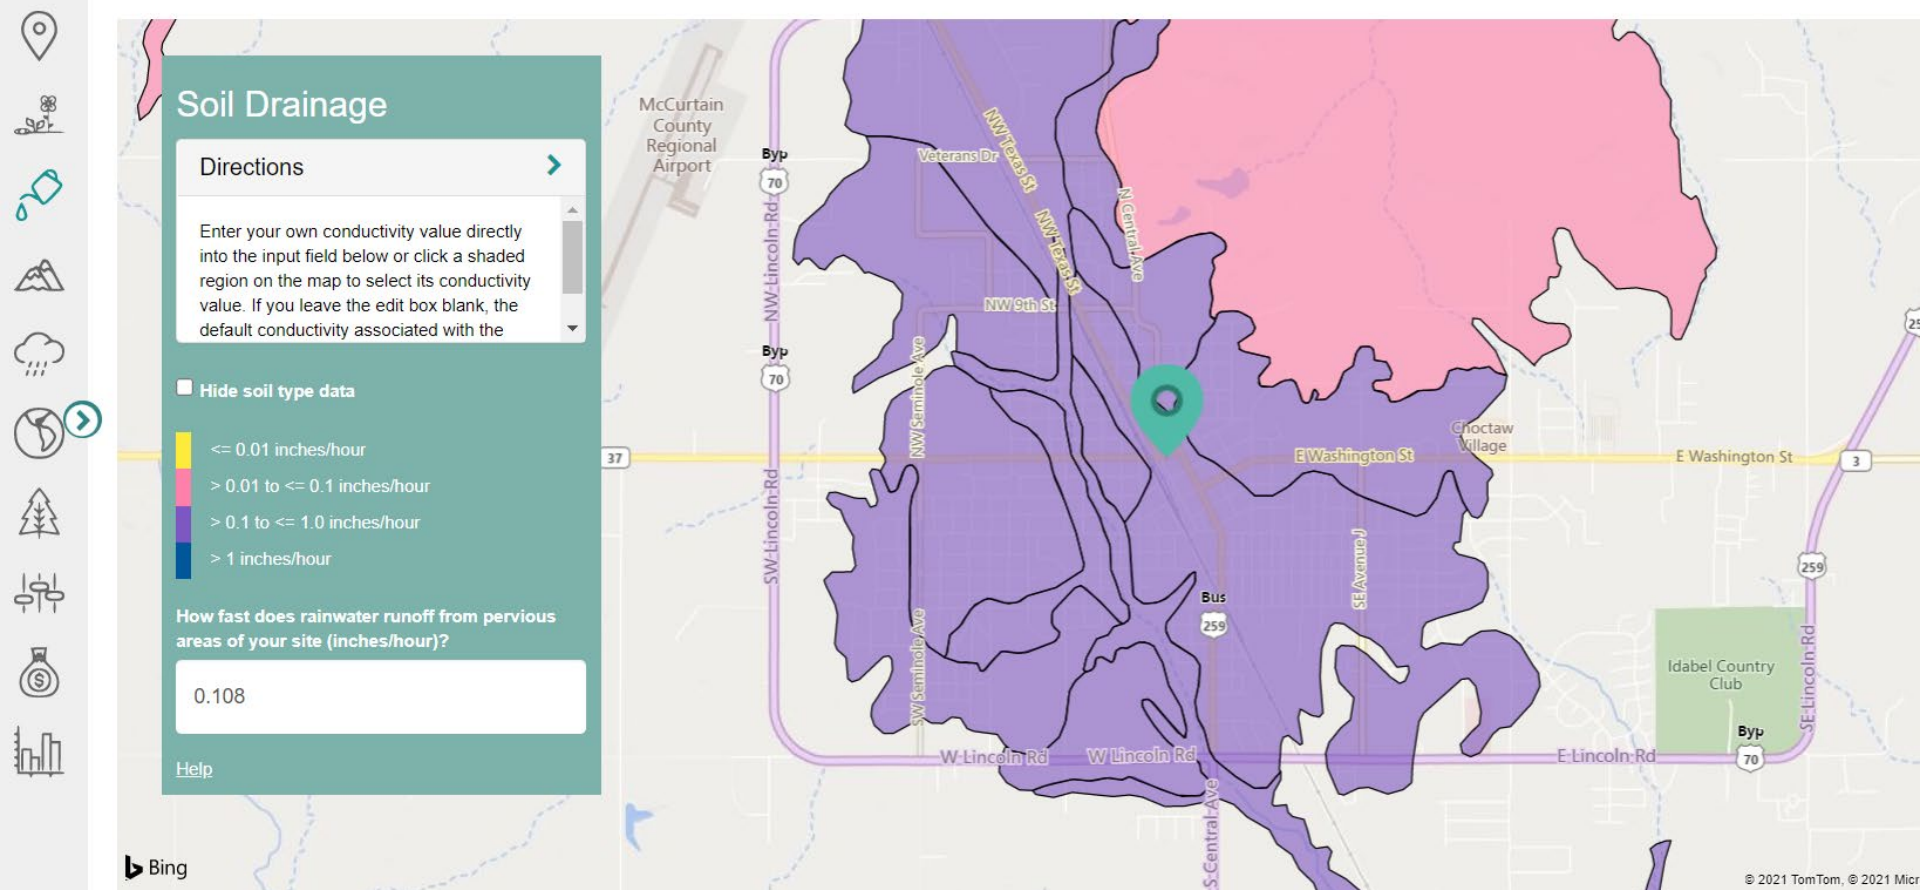 Soil Drainage
Directions
Enter your own conductivity value directly
into the input field below or click a shaded
region on the map to select its conductivity
value. If you leave the edit box blank, the
default conductivity associated with the
Hide soil type data
<= 0.01 inches/hour
> 0.01 to <= 0.1 inches/hour
> 0.1 to <= 1.0 inches/hour
> 1 inches/hour
How fast does rainwater runoff from pervious
areas of your site (inches/hour)?
0.108
Help
McCurtain
County
Regional
Airport
Byp
70
NW Lincoln Rd
Byp
70
SW Lincoln Rd
37
Veterans Dr
NW Texas St
NW Texas St
N Central Ave
NW 9th St
NW Seminole Ave
SW Seminole Ave
E Washington St
Choctaw
Village
E Washington St
3
SE Avenue J
Bus
259
259
Idabel Country
Club
SE Lincoln Rd
Byp
70
W Lincoln Rd
W Lincoln Rd
E Lincoln Rd
S Central Ave
25
Bing
© 2021 TomTom, © 2021 Micr